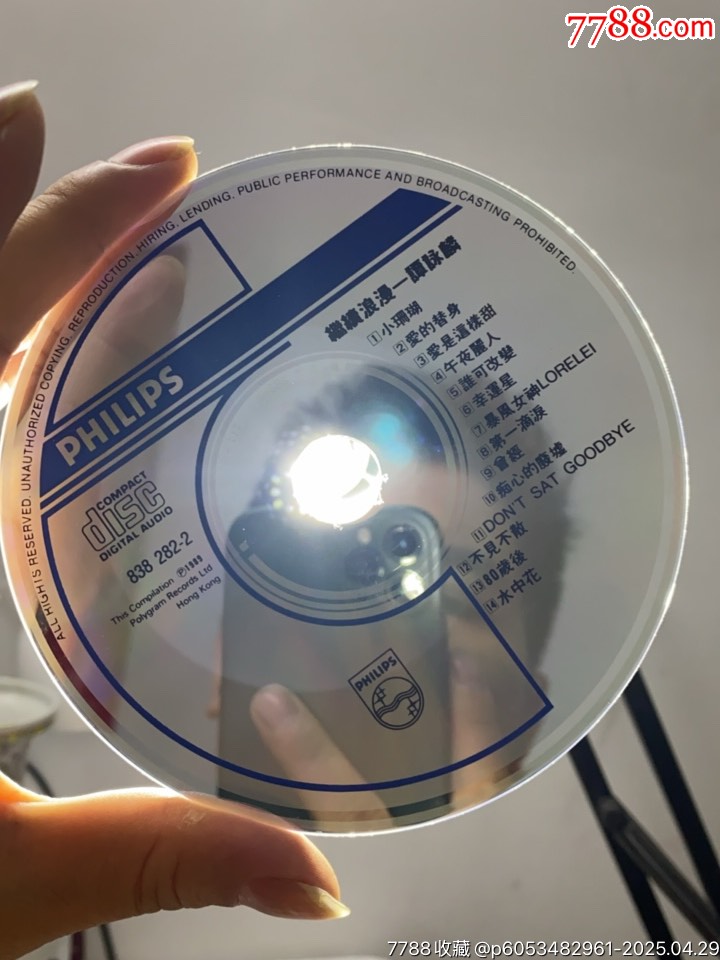 7788.com
ALL RIGHTS RESERVED. UNAUTHORIZED COPYING, REPRODUCTION, HIRING, LENDING, PUBLIC PERFORMANCE AND BROADCASTING PROHIBITED.
PHILIPS
繼續浪漫—譚詠麟
1 小珊瑚
2 愛的替身
3 愛是這樣甜
4 午夜麗人
5 誰可改變
6 幸運星
7 暴風女神LORELEI
8 第一滴淚
9 曾經
10 痴心的廢墟
11 DON'T SAT GOODBYE
12 不見不散
13 80歲後
14 水中花
COMPACT
disc
DIGITAL AUDIO
838 282-2
This Compilation ℗1989
Polygram Records Ltd
Hong Kong
PHILIPS
7788收藏 @p6053482961-2025.04.29